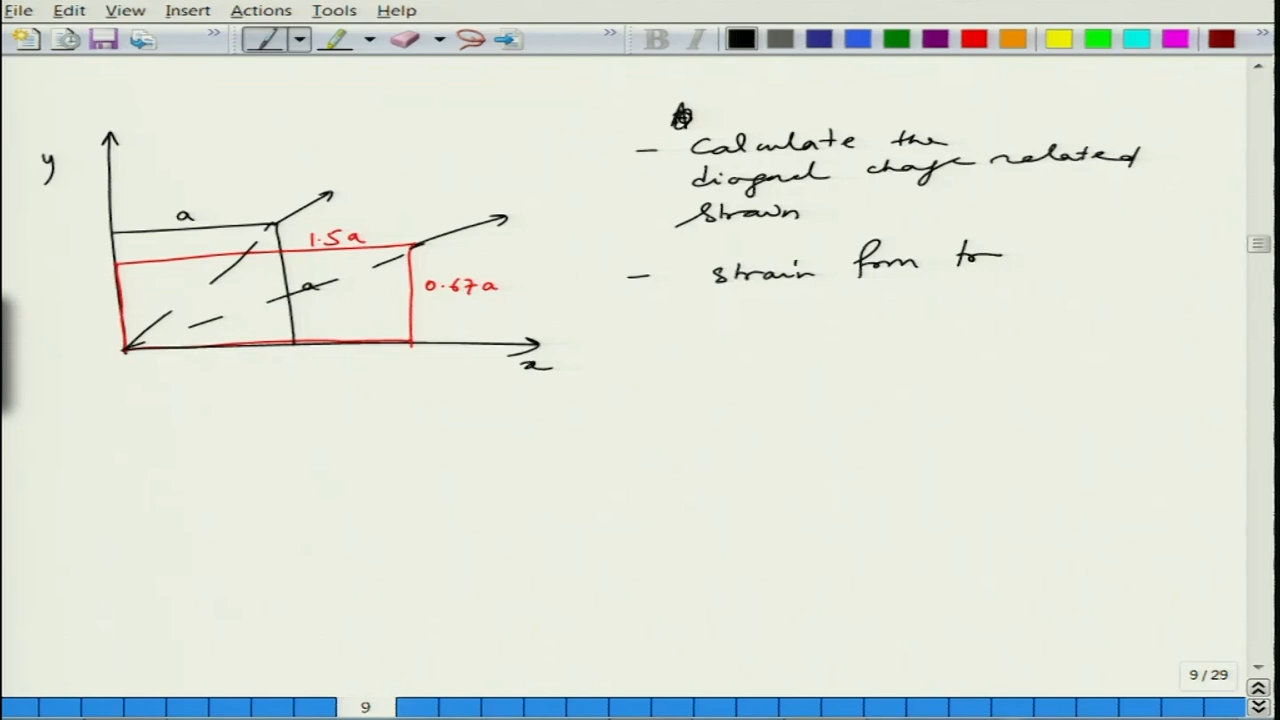 File Edit View Insert Actions Tools Help
B I
y
a
1.5a
a
0.67a
x
- Calculate the
diagonal change related
strain
- strain form to
9 / 29
9